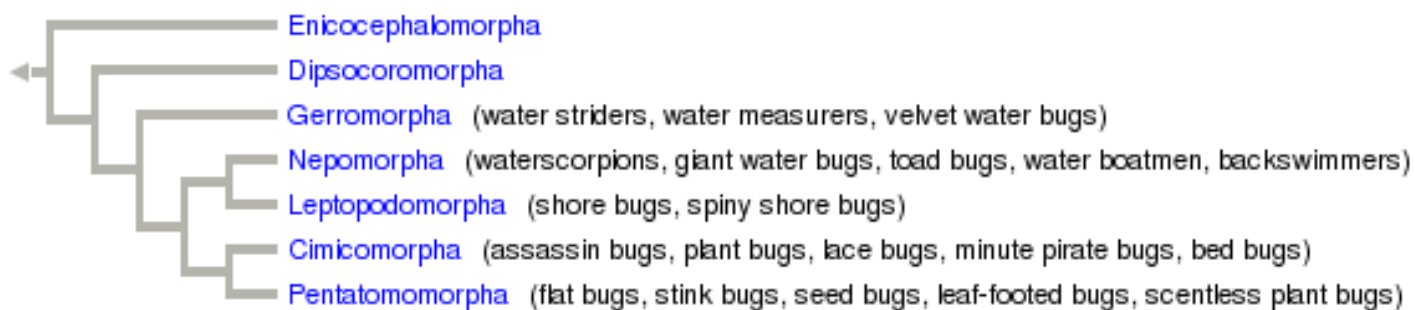 Enicocephalomorpha
Dipsocoromorpha
Gerromorpha (water striders, water measurers, velvet water bugs)
Nepomorpha (waterscorpions, giant water bugs, toad bugs, water boatmen, backswimmers)
Leptopodomorpha (shore bugs, spiny shore bugs)
Cimicomorpha (assassin bugs, plant bugs, lace bugs, minute pirate bugs, bed bugs)
Pentatomomorpha (flat bugs, stink bugs, seed bugs, leaf-footed bugs, scentless plant bugs)